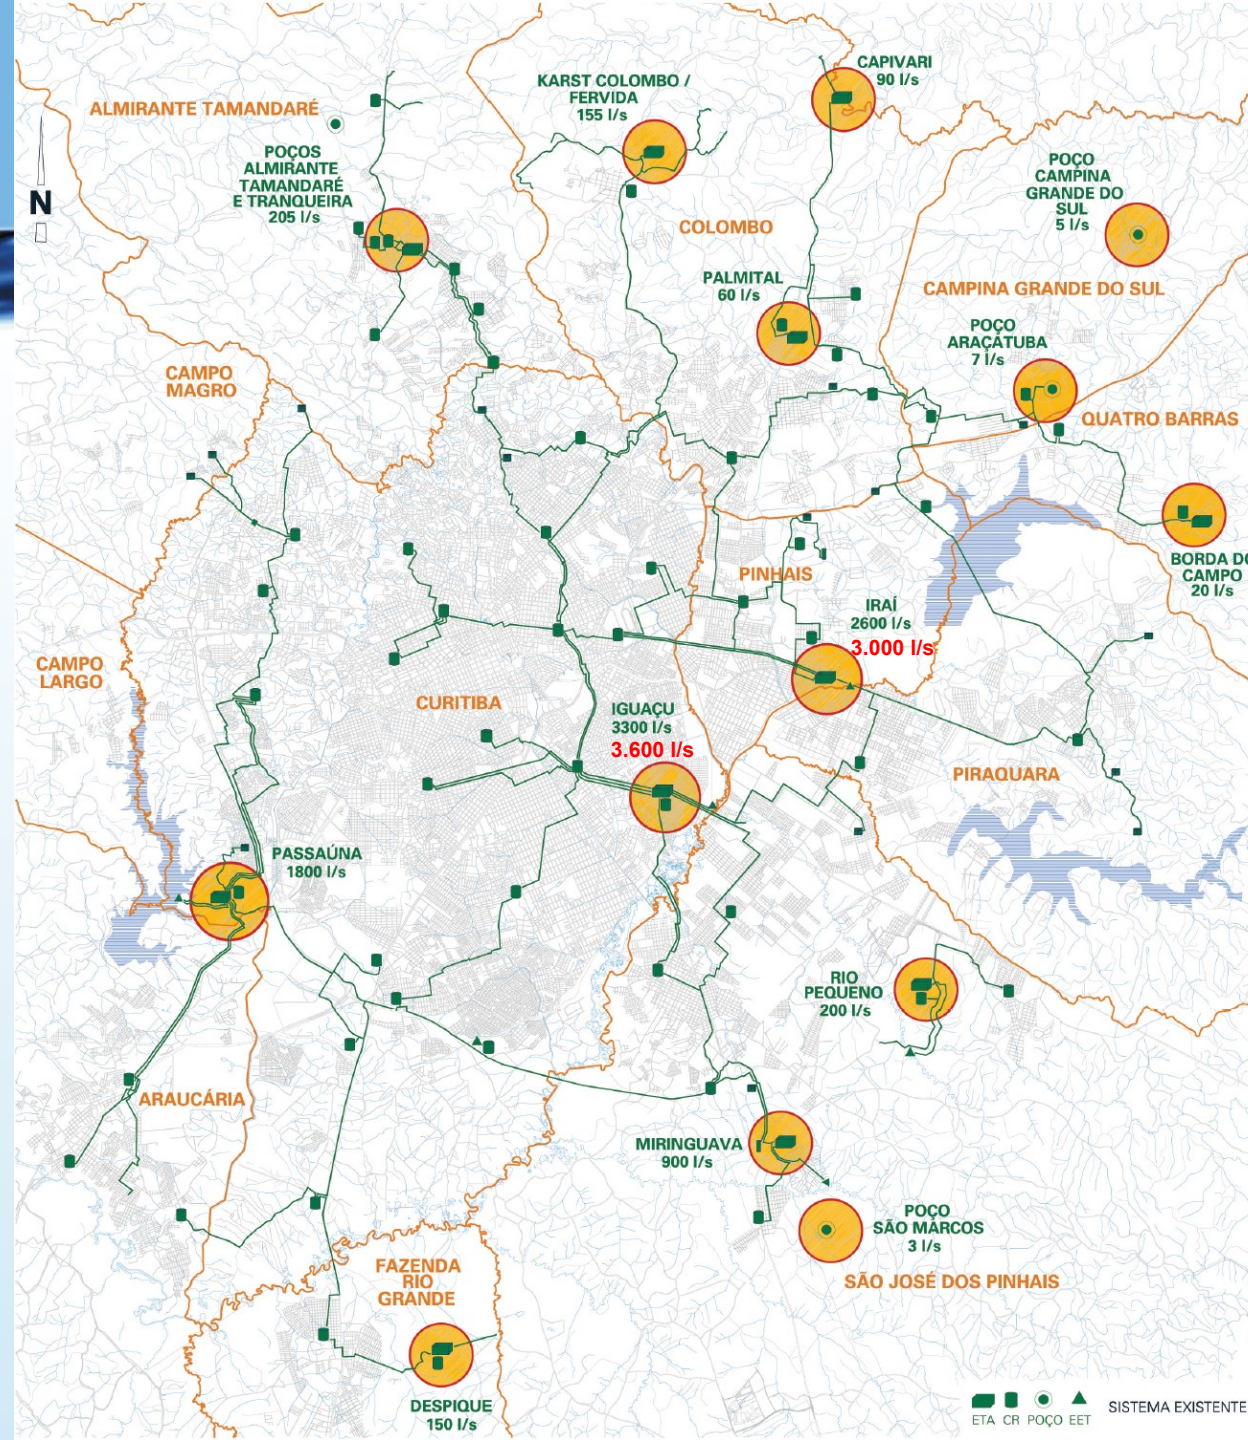 CAPIVARI
90 l/s
KARST COLOMBO /
FERVIDA
155 l/s
ALMIRANTE TAMANDARÉ
POÇOS
ALMIRANTE
TAMANDARÉ
E TRANQUEIRA
205 l/s
N
POÇO
CAMPINA
GRANDE DO
SUL
5 l/s
COLOMBO
PALMITAL
60 l/s
CAMPINA GRANDE DO SUL
POÇO
ARAÇATUBA
7 l/s
CAMPO
MAGRO
QUATRO BARRAS
BORDA DO
CAMPO
20 l/s
PINHAIS
IRAÍ
2600 l/s
3.000 l/s
CAMPO
LARGO
CURITIBA
IGUAÇU
3300 l/s
3.600 l/s
PIRAQUARA
PASSAÚNA
1800 l/s
RIO
PEQUENO
200 l/s
ARAUCÁRIA
MIRINGUAVA
900 l/s
POÇO
SÃO MARCOS
3 l/s
FAZENDA
RIO
GRANDE
SÃO JOSÉ DOS PINHAIS
DESPIQUE
150 l/s
ETA CR POÇO EET SISTEMA EXISTENTE